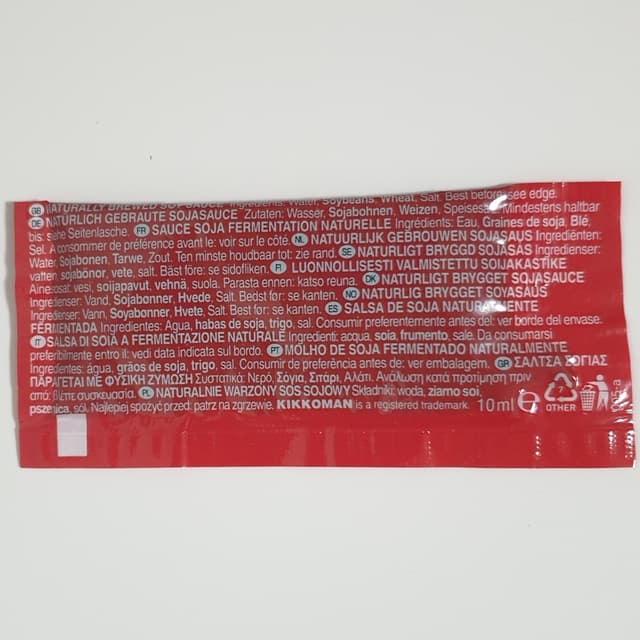 GB NATURALLY BREWED SOY SAUCE Ingredients: Water, Soybeans, Wheat, Salt. Best before: see edge.
DE NATÜRLICH GEBRAUTE SOJASAUCE Zutaten: Wasser, Sojabohnen, Weizen, Speisesalz. Mindestens haltbar
bis: siehe Seitenlasche. FR SAUCE SOJA FERMENTATION NATURELLE Ingrédients: Eau, Graines de soja, Blé,
Sel. A consommer de préférence avant le: voir sur le côté. NL NATUURLIJK GEBROUWEN SOJASAUS Ingrediënten:
Water, Sojabonen, Tarwe, Zout. Ten minste houdbaar tot: zie rand. SE NATURLIGT BRYGGD SOJASÅS Ingredienser:
vatten, sojabönor, vete, salt. Bäst före: se sidofliken. FI LUONNOLLISESTI VALMISTETTU SOIJAKASTIKE
Ainesosat: vesi, soijapavut, vehnä, suola. Parasta ennen: katso reuna. DK NATURLIGT BRYGGET SOJASAUCE
Ingredienser: Vand, Sojabonner, Hvede, Salt. Bedst før: se kanten. NO NATURLIG BRYGGET SOYASAUS
Ingredienser: Vann, Soyabonner, Hvete, Salt. Best før: se kanten. ES SALSA DE SOJA NATURALMENTE
FÉRMENTADA Ingredientes: Agua, habas de soja, trigo, sal. Consumir preferentemente antes del: ver borde del envase.
IT SALSA DI SOIA A FERMENTAZIONE NATURALE Ingredienti: acqua, soia, frumento, sale. Da consumarsi
preferibilmente entro il: vedi data indicata sul bordo. PT MOLHO DE SOJA FERMENTADO NATURALMENTE
Ingredientes: água, grãos de soja, trigo, sal. Consumir de preferência antes de: ver embalagem. GR ΣΑΛΤΣΑ ΣΟΓΙΑΣ
ΠΑΡΑΓΕΤΑΙ ΜΕ ΦΥΣΙΚΗ ΖΥΜΩΣΗ Συστατικά: Νερό, Σόγια, Σιτάρι, Αλάτι. Ανάλωση κατά προτίμηση πριν
από: βλέπε συσκευασία. PL NATURALNIE WARZONY SOS SOJOWY Składniki: woda, ziarno soi,
pszenica, sól. Najlepiej spożyć przed: patrz na zgrzewie. KIKKOMAN is a registered trademark. 10ml e OTHER